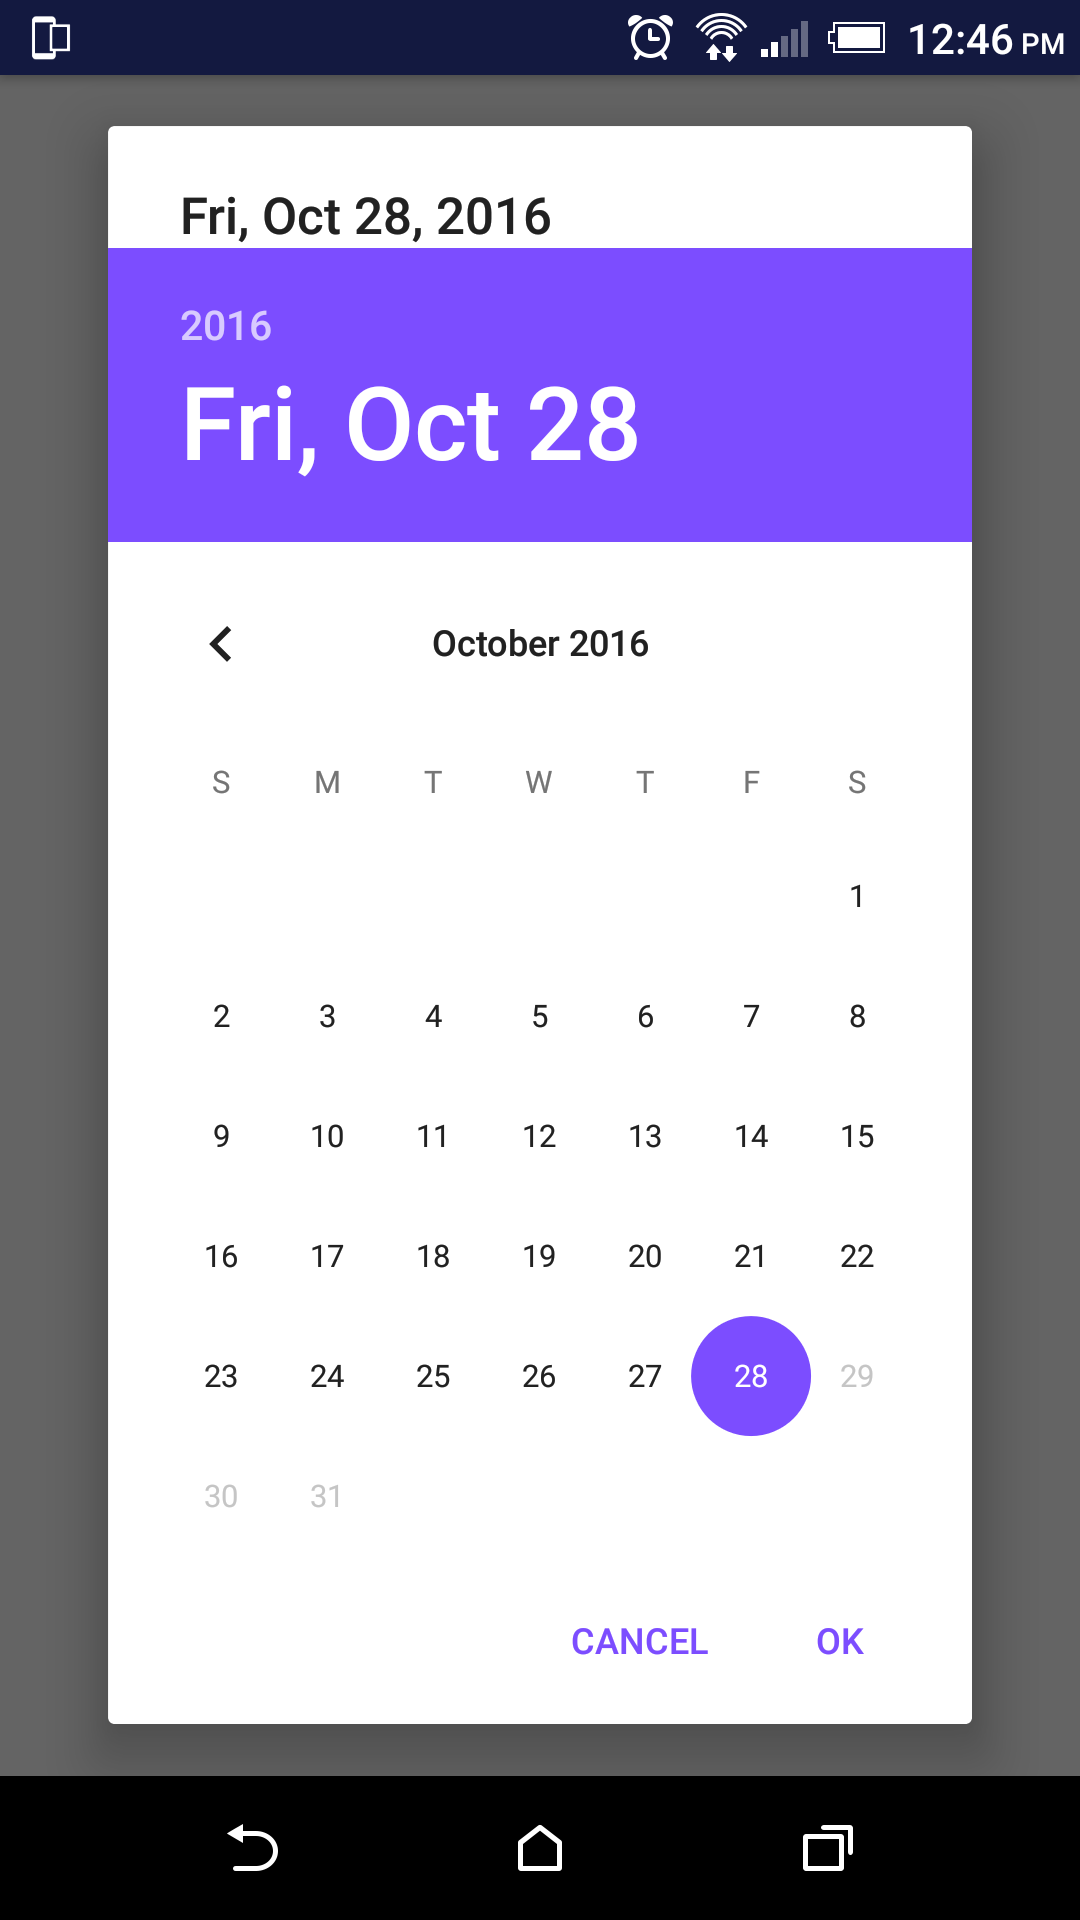 12:46 PM
Fri, Oct 28, 2016
2016
Fri, Oct 28
October 2016
S M T W T F S
1
2 3 4 5 6 7 8
9 10 11 12 13 14 15
16 17 18 19 20 21 22
23 24 25 26 27 28 29
30 31
CANCEL OK